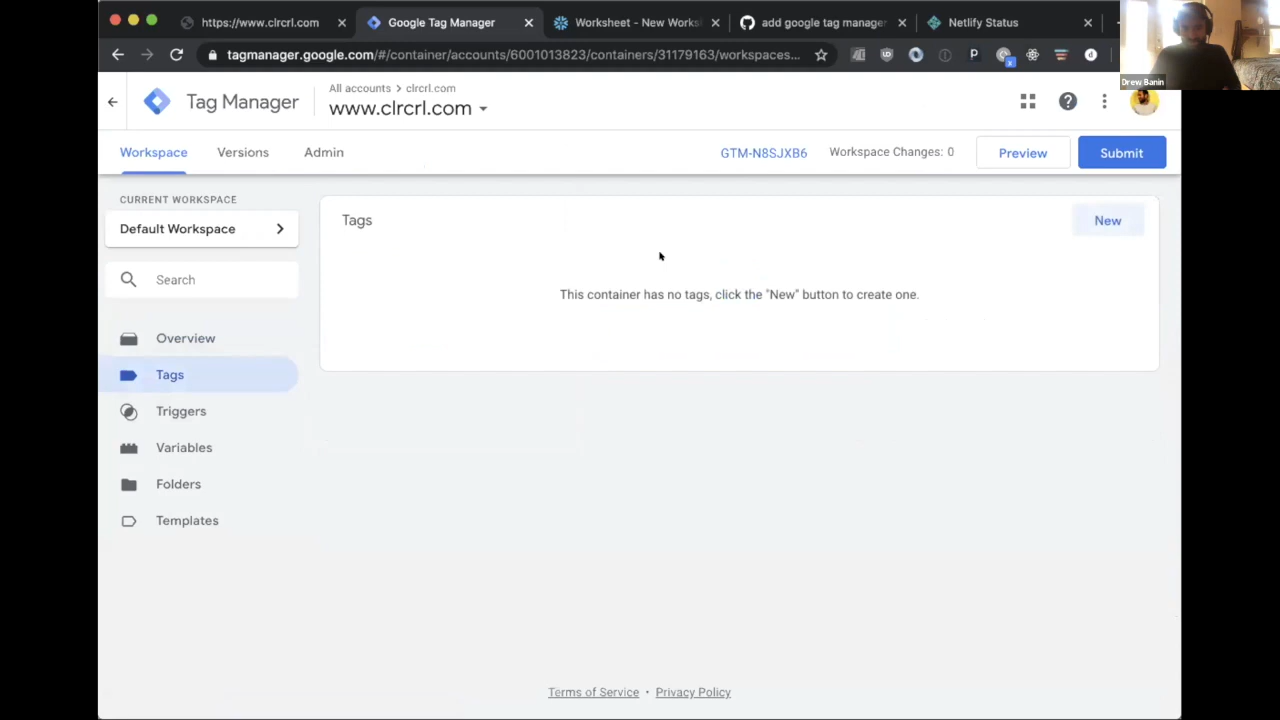 https://www.clrcrl.com
Google Tag Manager
Worksheet - New Works
add google tag manager
Netlify Status
tagmanager.google.com/#/container/accounts/6001013823/containers/31179163/workspaces...
Drew Banin
Tag Manager
All accounts > clrcrl.com
www.clrcrl.com
Workspace
Versions
Admin
GTM-N8SJXB6
Workspace Changes: 0
Preview
Submit
CURRENT WORKSPACE
Default Workspace
Search
Overview
Tags
Triggers
Variables
Folders
Templates
Tags
New
This container has no tags, click the "New" button to create one.
Terms of Service • Privacy Policy